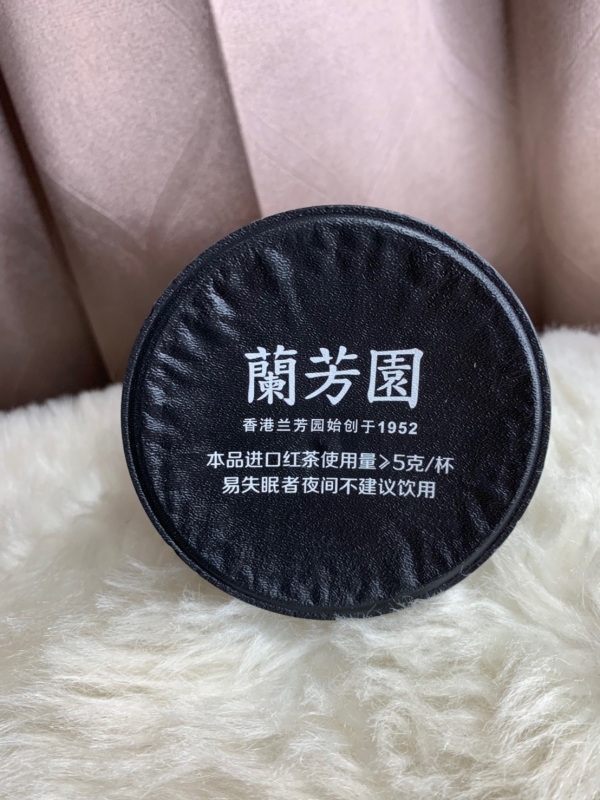 蘭芳園
香港兰芳园始创于1952
本品进口红茶使用量≥5克/杯
易失眠者夜间不建议饮用